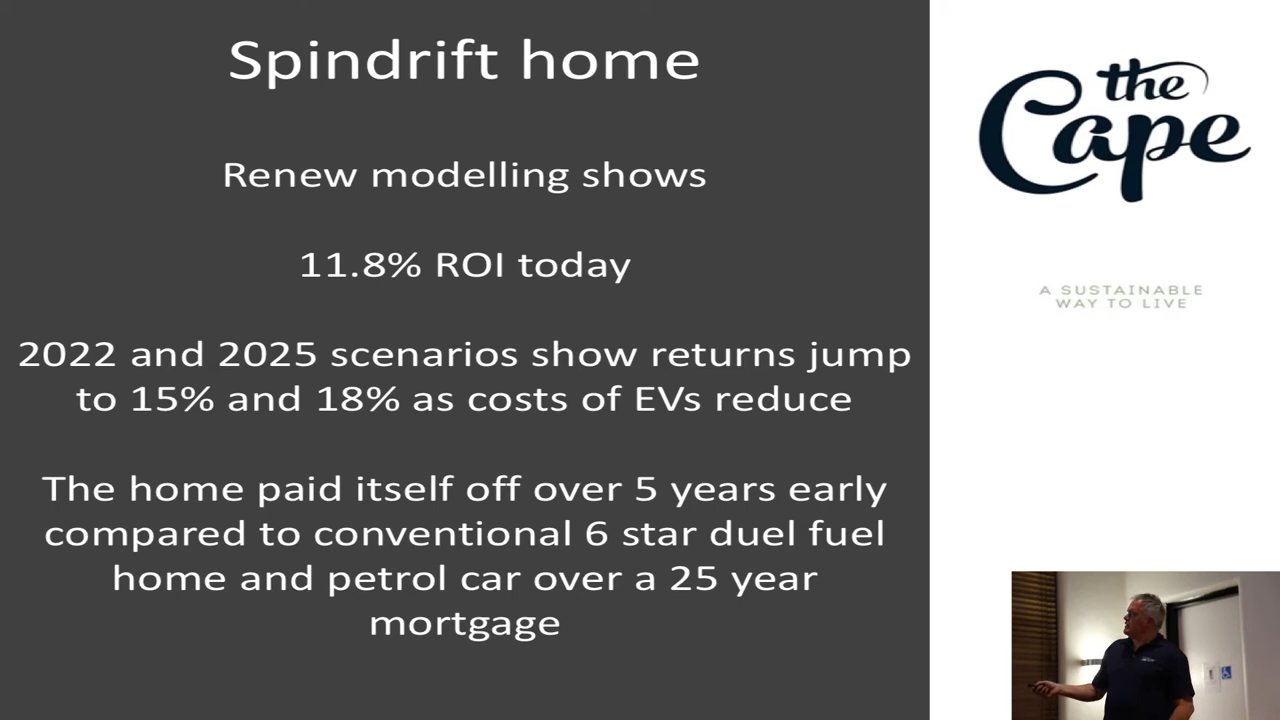 Spindrift home
Renew modelling shows
11.8% ROI today
2022 and 2025 scenarios show returns jump
to 15% and 18% as costs of EVs reduce
The home paid itself off over 5 years early
compared to conventional 6 star duel fuel
home and petrol car over a 25 year
mortgage
the
Cape
A SUSTAINABLE
WAY TO LIVE